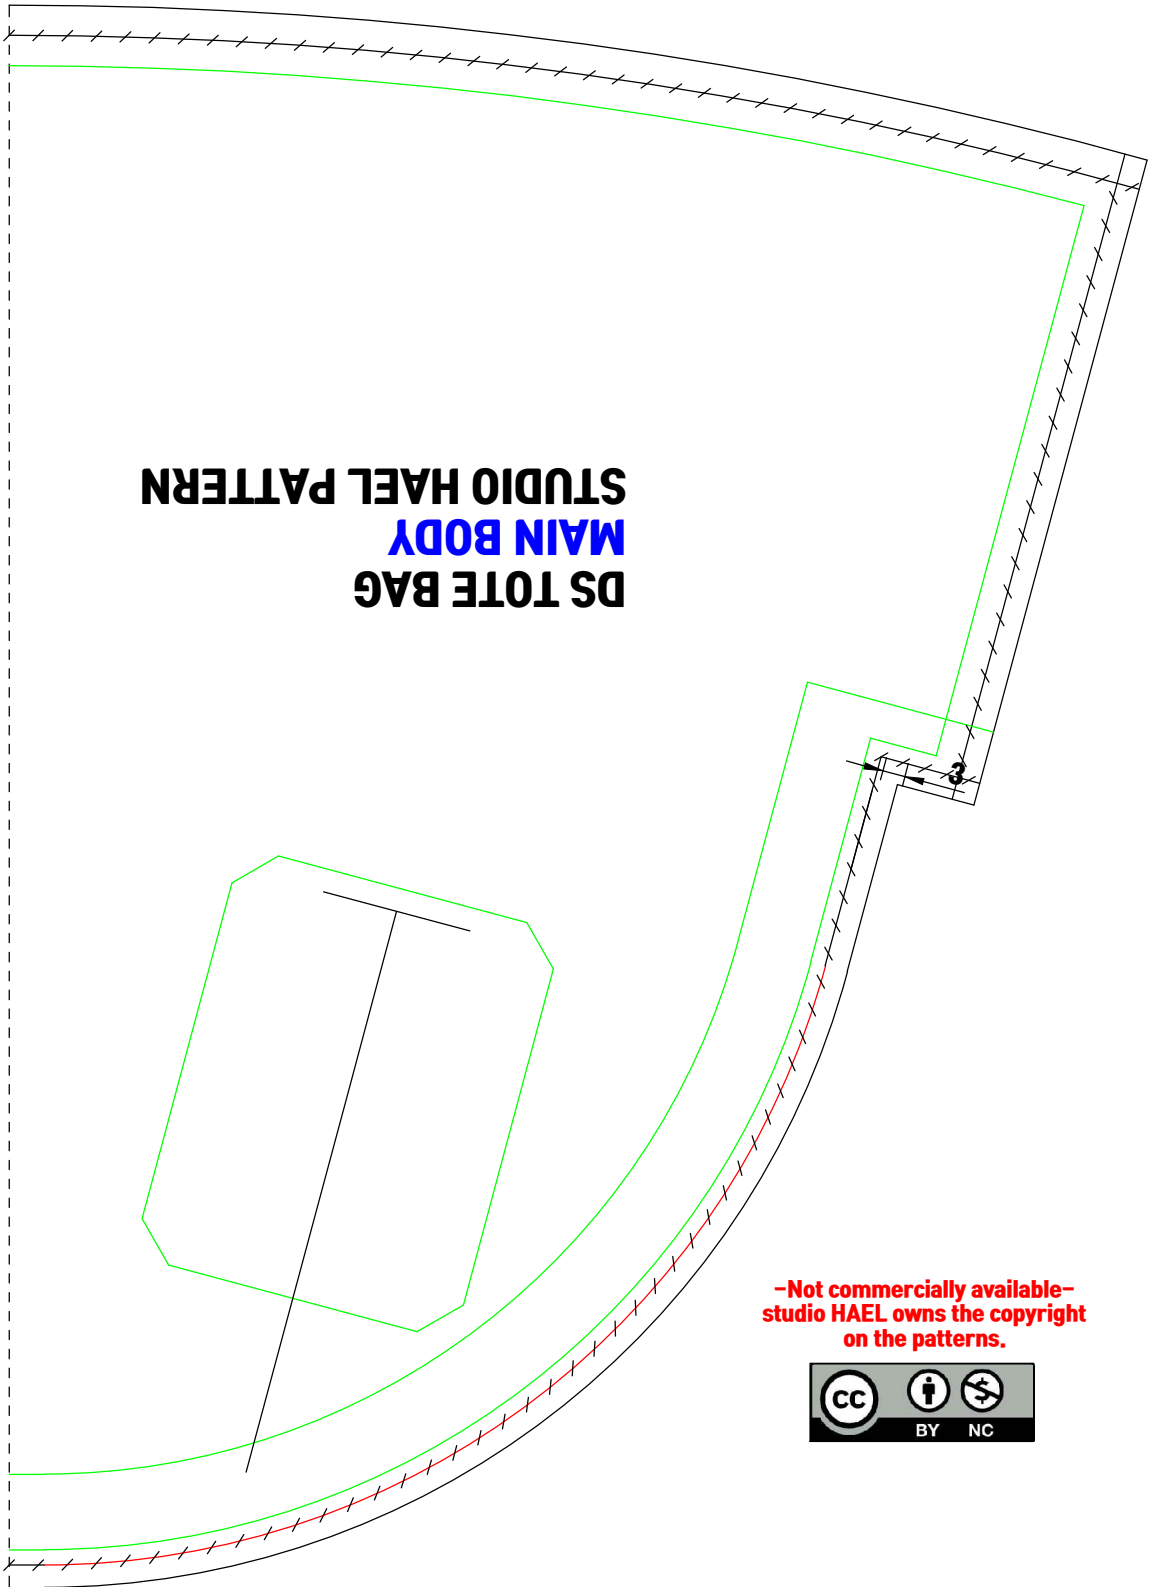 DS TOTE BAG
MAIN BODY
STUDIO HAEL PATTERN
3
-Not commercially available-
studio HAEL owns the copyright
on the patterns.
CC
BY NC